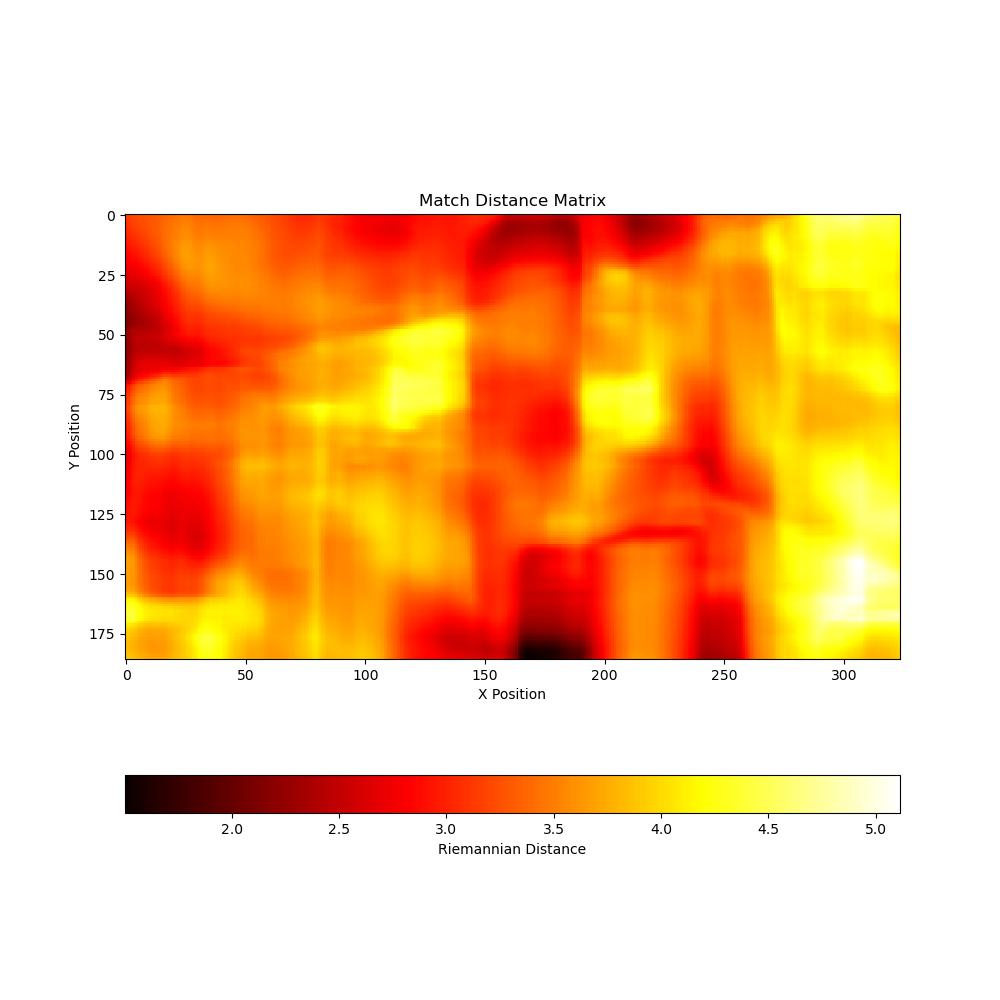 Match Distance Matrix
0
25
50
75
100
125
150
175
Y Position
0 50 100 150 200 250 300
X Position
2.0 2.5 3.0 3.5 4.0 4.5 5.0
Riemannian Distance